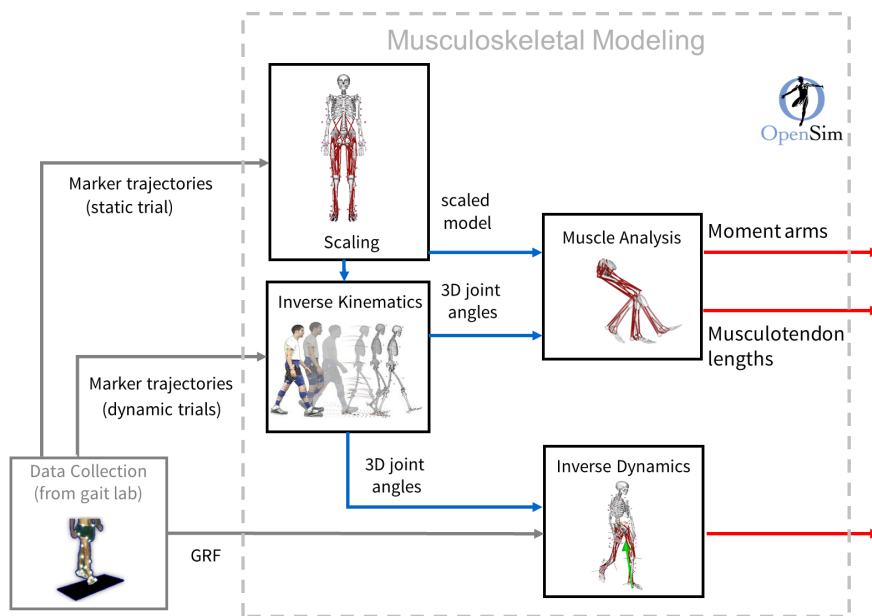 Musculoskeletal Modeling
OpenSim
Marker trajectories
(static trial)
Scaling
scaled
model
Muscle Analysis
Moment arms
Inverse Kinematics
3D joint
angles
Musculotendon
lengths
Marker trajectories
(dynamic trials)
Data Collection
(from gait lab)
3D joint
angles
Inverse Dynamics
GRF